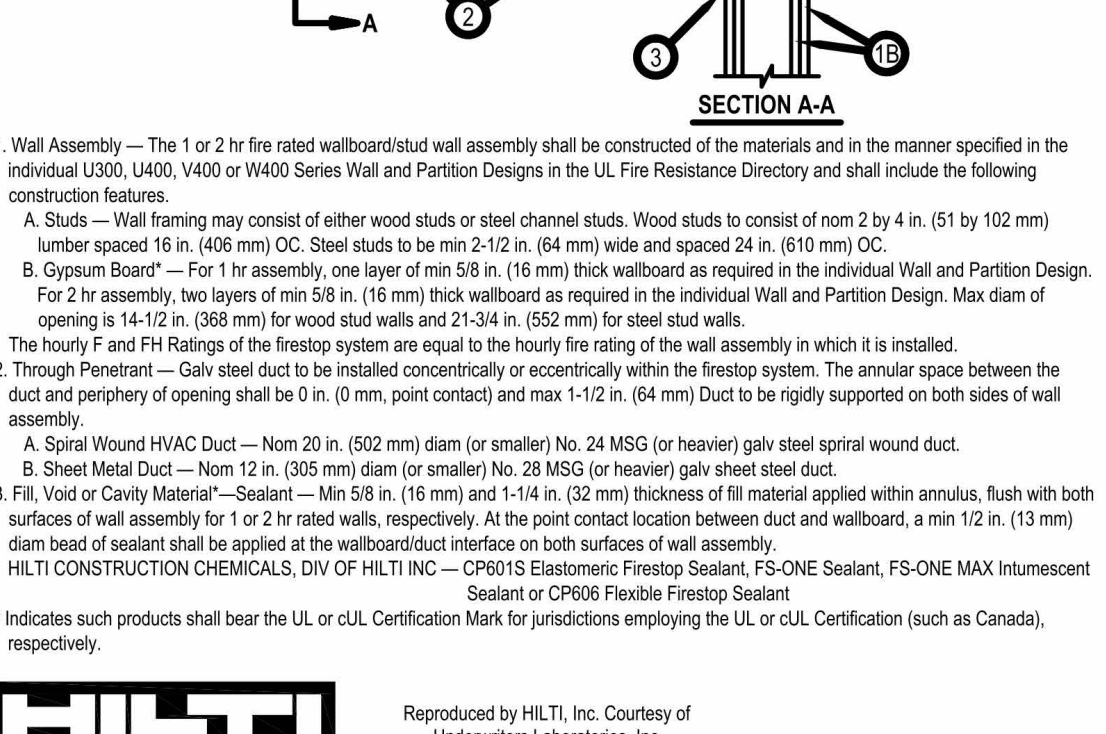 A
2
3
1B
SECTION A-A
. Wall Assembly — The 1 or 2 hr fire rated wallboard/stud wall assembly shall be constructed of the materials and in the manner specified in the
individual U300, U400, V400 or W400 Series Wall and Partition Designs in the UL Fire Resistance Directory and shall include the following
construction features.
A. Studs — Wall framing may consist of either wood studs or steel channel studs. Wood studs to consist of nom 2 by 4 in. (51 by 102 mm)
lumber spaced 16 in. (406 mm) OC. Steel studs to be min 2-1/2 in. (64 mm) wide and spaced 24 in. (610 mm) OC.
B. Gypsum Board* — For 1 hr assembly, one layer of min 5/8 in. (16 mm) thick wallboard as required in the individual Wall and Partition Design.
For 2 hr assembly, two layers of min 5/8 in. (16 mm) thick wallboard as required in the individual Wall and Partition Design. Max diam of
opening is 14-1/2 in. (368 mm) for wood stud walls and 21-3/4 in. (552 mm) for steel stud walls.
The hourly F and FH Ratings of the firestop system are equal to the hourly fire rating of the wall assembly in which it is installed.
2. Through Penetrant — Galv steel duct to be installed concentrically or eccentrically within the firestop system. The annular space between the
duct and periphery of opening shall be 0 in. (0 mm, point contact) and max 1-1/2 in. (64 mm) Duct to be rigidly supported on both sides of wall
assembly.
A. Spiral Wound HVAC Duct — Nom 20 in. (502 mm) diam (or smaller) No. 24 MSG (or heavier) galv steel spriral wound duct.
B. Sheet Metal Duct — Nom 12 in. (305 mm) diam (or smaller) No. 28 MSG (or heavier) galv sheet steel duct.
3. Fill, Void or Cavity Material*—Sealant — Min 5/8 in. (16 mm) and 1-1/4 in. (32 mm) thickness of fill material applied within annulus, flush with both
surfaces of wall assembly for 1 or 2 hr rated walls, respectively. At the point contact location between duct and wallboard, a min 1/2 in. (13 mm)
diam bead of sealant shall be applied at the wallboard/duct interface on both surfaces of wall assembly.
HILTI CONSTRUCTION CHEMICALS, DIV OF HILTI INC — CP601S Elastomeric Firestop Sealant, FS-ONE Sealant, FS-ONE MAX Intumescent
Sealant or CP606 Flexible Firestop Sealant
Indicates such products shall bear the UL or cUL Certification Mark for jurisdictions employing the UL or cUL Certification (such as Canada),
respectively.
HILTI
Reproduced by HILTI, Inc. Courtesy of
Underwriters Laboratories, Inc.